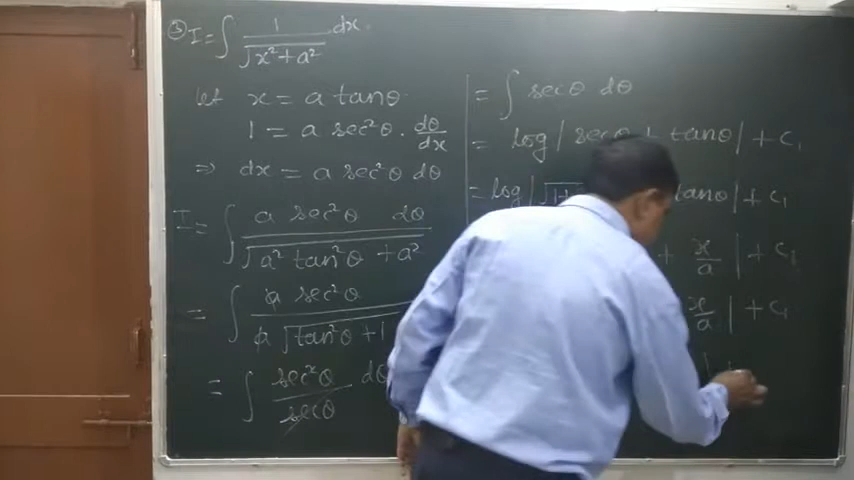 ③ I = ∫ 1/√(x² + a²) dx
let x = a tanθ
1 = a sec²θ . dθ/dx
⇒ dx = a sec²θ dθ
I = ∫ a sec²θ dθ / √(a² tan²θ + a²)
= ∫ a sec²θ / a √(tan²θ + 1)
= ∫ sec²θ / secθ dθ
= ∫ secθ dθ
= log | secθ + tanθ | + C₁
= log | √ tanθ | + C₁
+ x/a | + C₁
x/a | + C₁